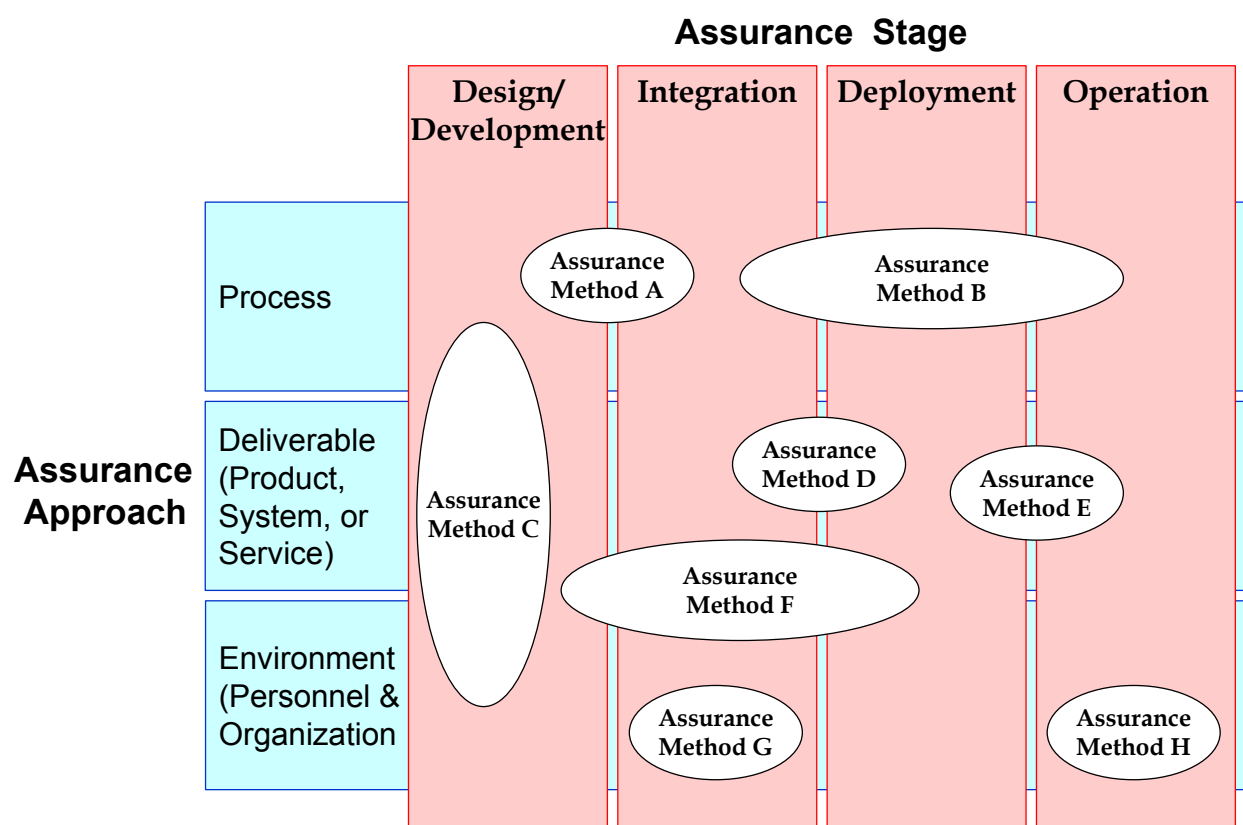 Assurance Stage
Design/
Development
Integration
Deployment
Operation
Process
Assurance
Method A
Assurance
Method B
Assurance
Approach
Deliverable
(Product,
System, or
Service)
Assurance
Method C
Assurance
Method D
Assurance
Method E
Assurance
Method F
Environment
(Personnel &
Organization
Assurance
Method G
Assurance
Method H